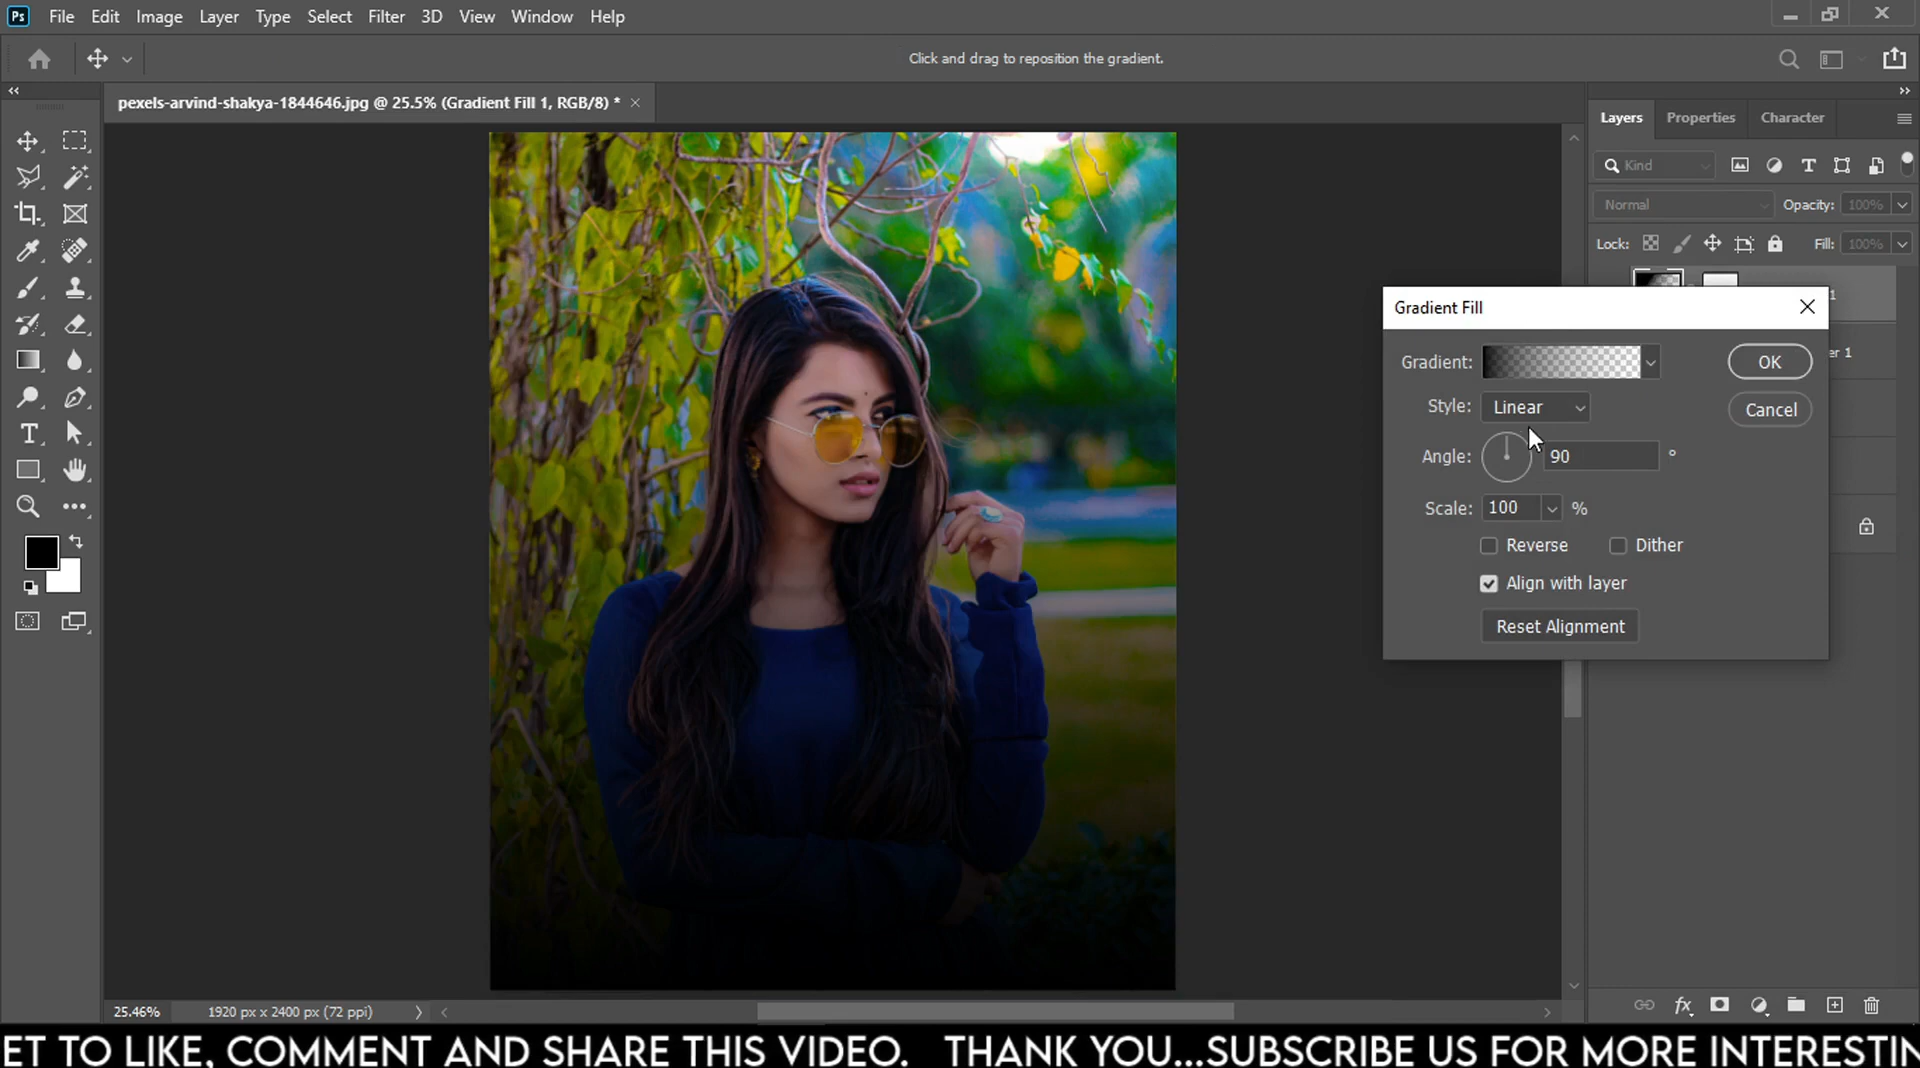 Ps File Edit Image Layer Type Select Filter 3D View Window Help
Click and drag to reposition the gradient.
pexels-arvind-shakya-1844646.jpg @ 25.5% (Gradient Fill 1, RGB/8) *
Layers Properties Character
Kind
Normal Opacity: 100%
Lock: Fill: 100%
1
Gradient Fill
er 1
Gradient: OK
Style: Linear Cancel
Angle: 90 °
Scale: 100 %
Reverse Dither
Align with layer
Reset Alignment
25.46% 1920 px x 2400 px (72 ppi)
ET TO LIKE, COMMENT AND SHARE THIS VIDEO. THANK YOU...SUBSCRIBE US FOR MORE INTERESTIN